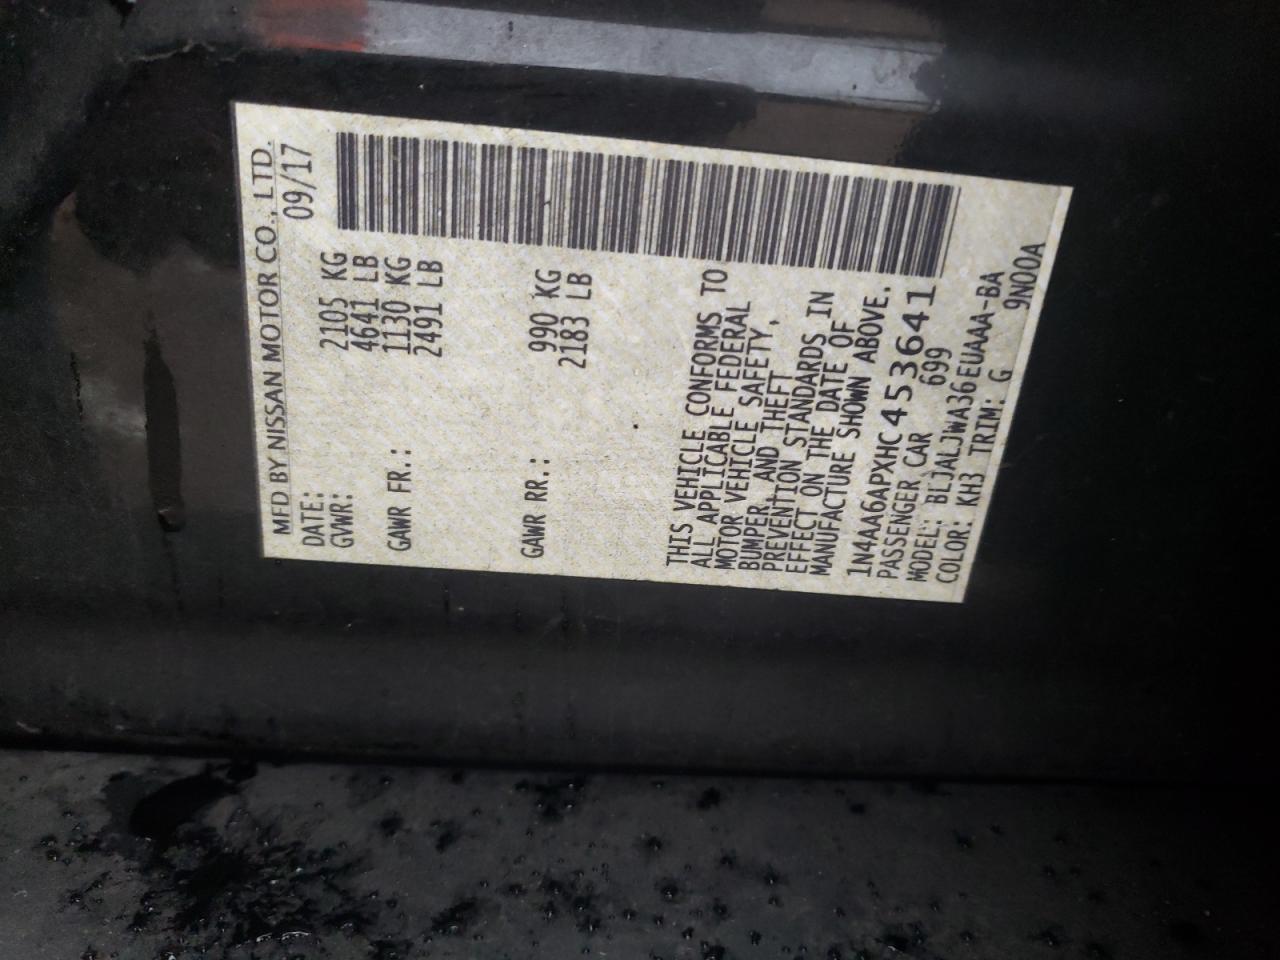 MFD BY NISSAN MOTOR CO., LTD.
DATE: 09/17
GVWR: 2105 KG
4641 LB
GAWR FR.: 1130 KG
2491 LB
GAWR RR.: 990 KG
2183 LB
THIS VEHICLE CONFORMS TO
ALL APPLICABLE FEDERAL
MOTOR VEHICLE SAFETY,
BUMPER, AND THEFT
PREVENTION STANDARDS IN
EFFECT ON THE DATE OF
MANUFACTURE SHOWN ABOVE.
1N4AA6APXHC453641
PASSENGER CAR 699
MODEL: BLJALJWA36EUAAA-BA
COLOR: KH3 TRIM: G 9N00A